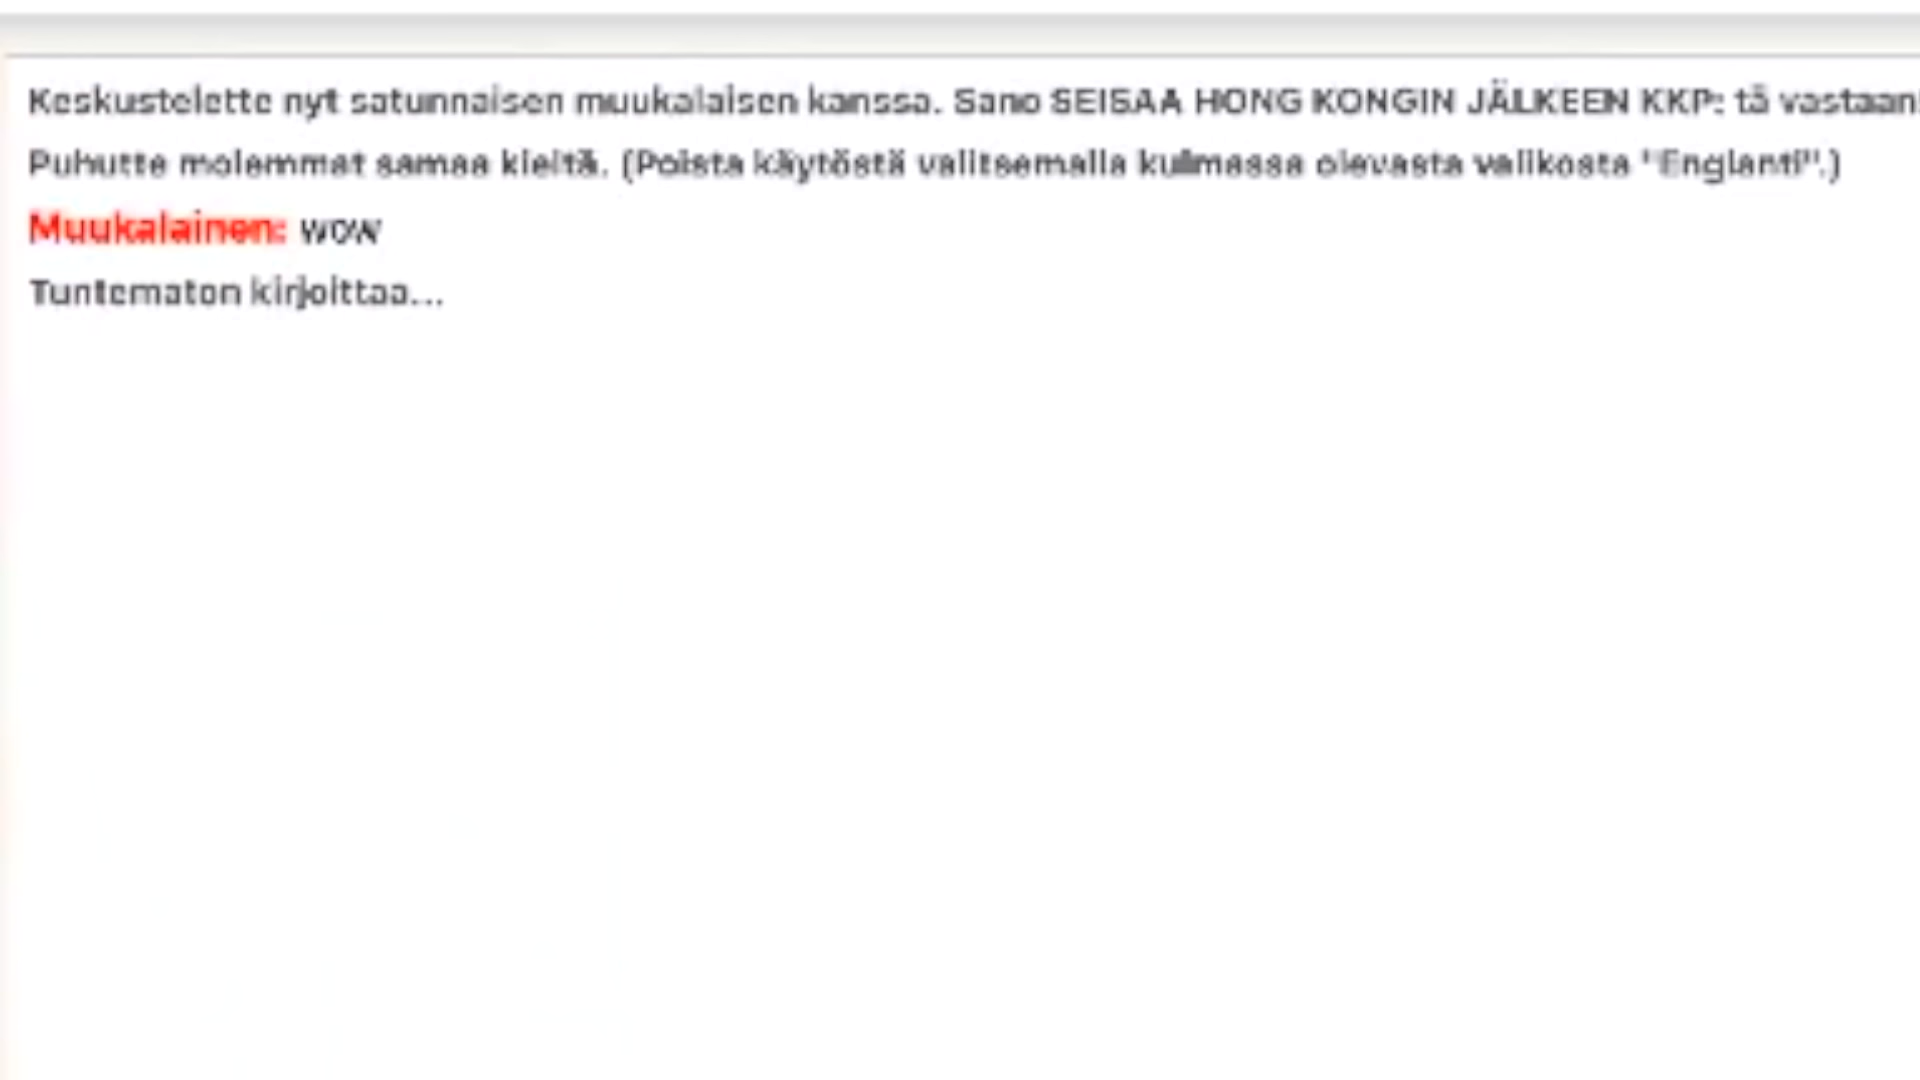 Keskustelette nyt satunnaisen muukalaisen kanssa. Sano SEISAA HONG KONGIN JÄLKEEN KKP: tä vastaan!
Puhutte molemmat samaa kieltä. (Poista käytöstä valitsemalla kulmassa olevasta valikosta "Englanti".)
Muukalainen: wow
Tuntematon kirjoittaa...